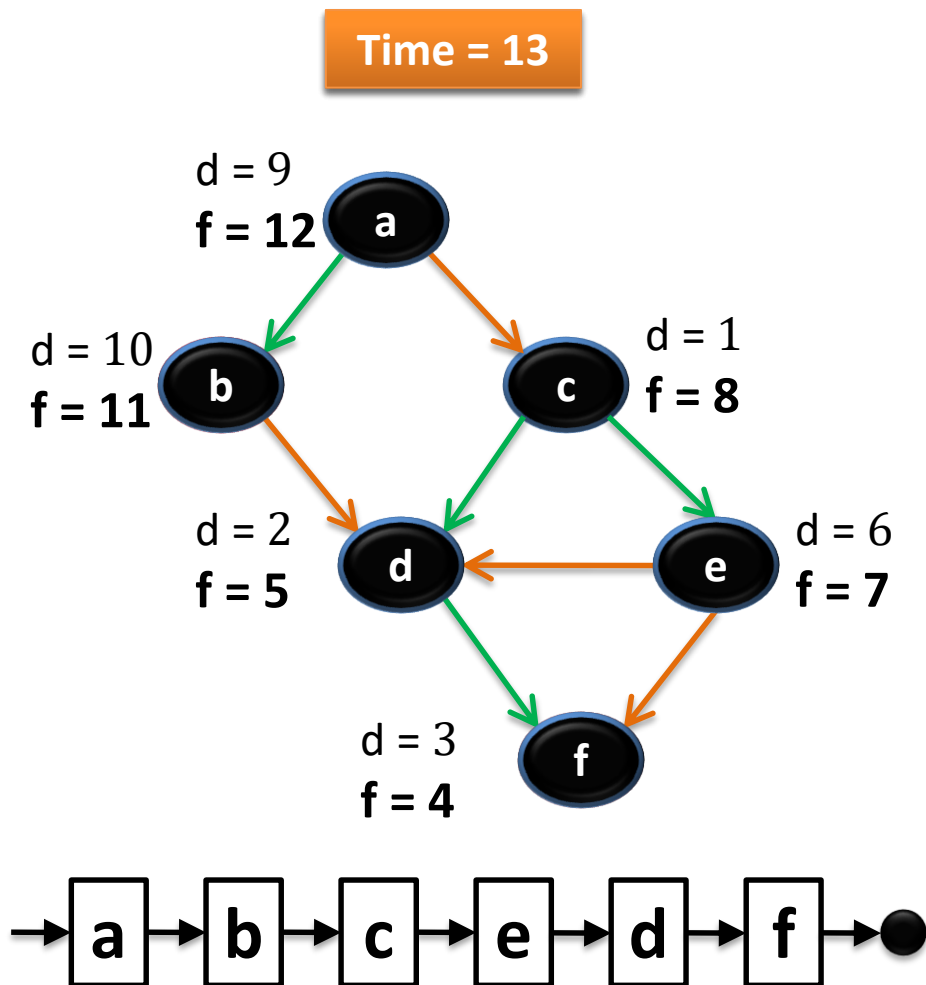 Time = 13
d = 9
f = 12
a
d = 10
f = 11
b
c
d = 1
f = 8
d = 2
f = 5
d
e
d = 6
f = 7
d = 3
f = 4
f
a b c e d f